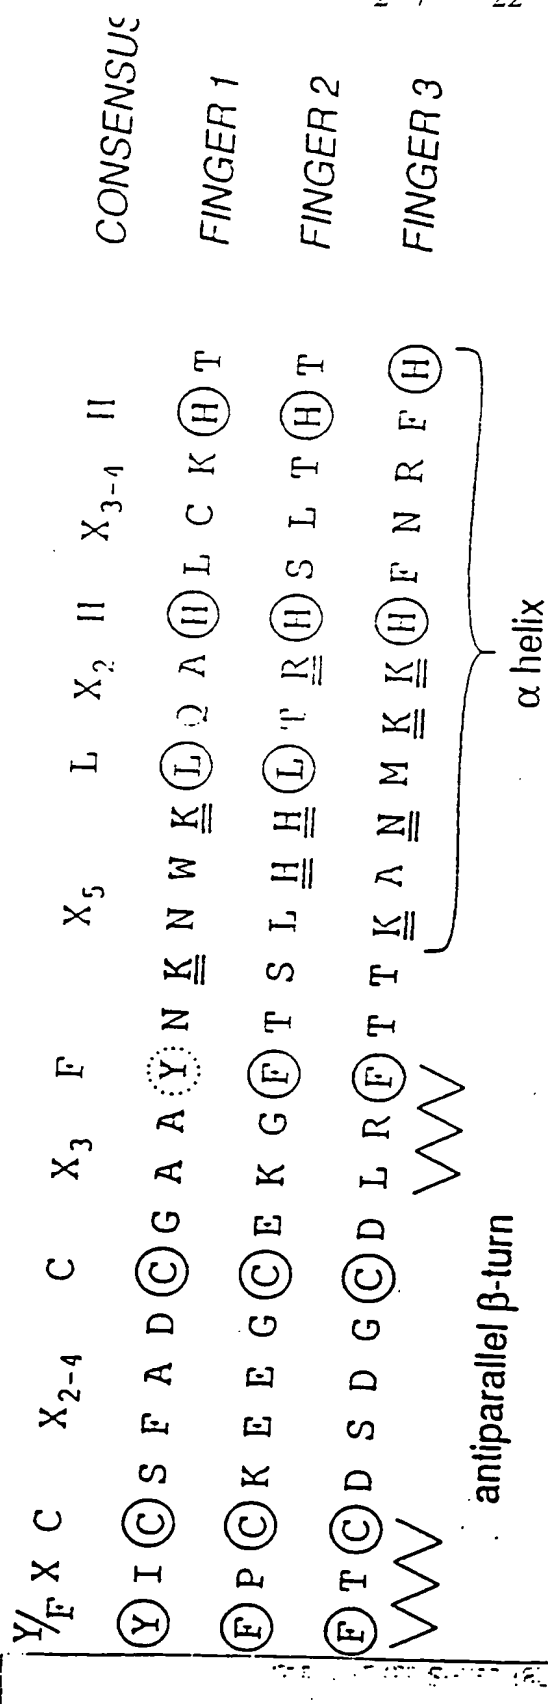 Y/F X C X2-4 C X3 F X5 L X2 H X3-4 H CONSENSUS
Y I C S F A D C G A A Y N K N W K L Q A H L C K H T FINGER 1
F P C K E E G C E K G F T S L H H L T R H S L T H T FINGER 2
F T C D S D G C D L R F T T K A N M K K H F N R F H FINGER 3
antiparallel β-turn α helix